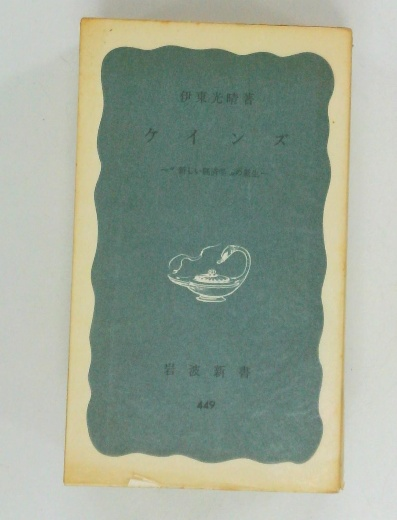 伊東光晴著
ケインズ
—“新しい経済学”の誕生—
岩波新書
449